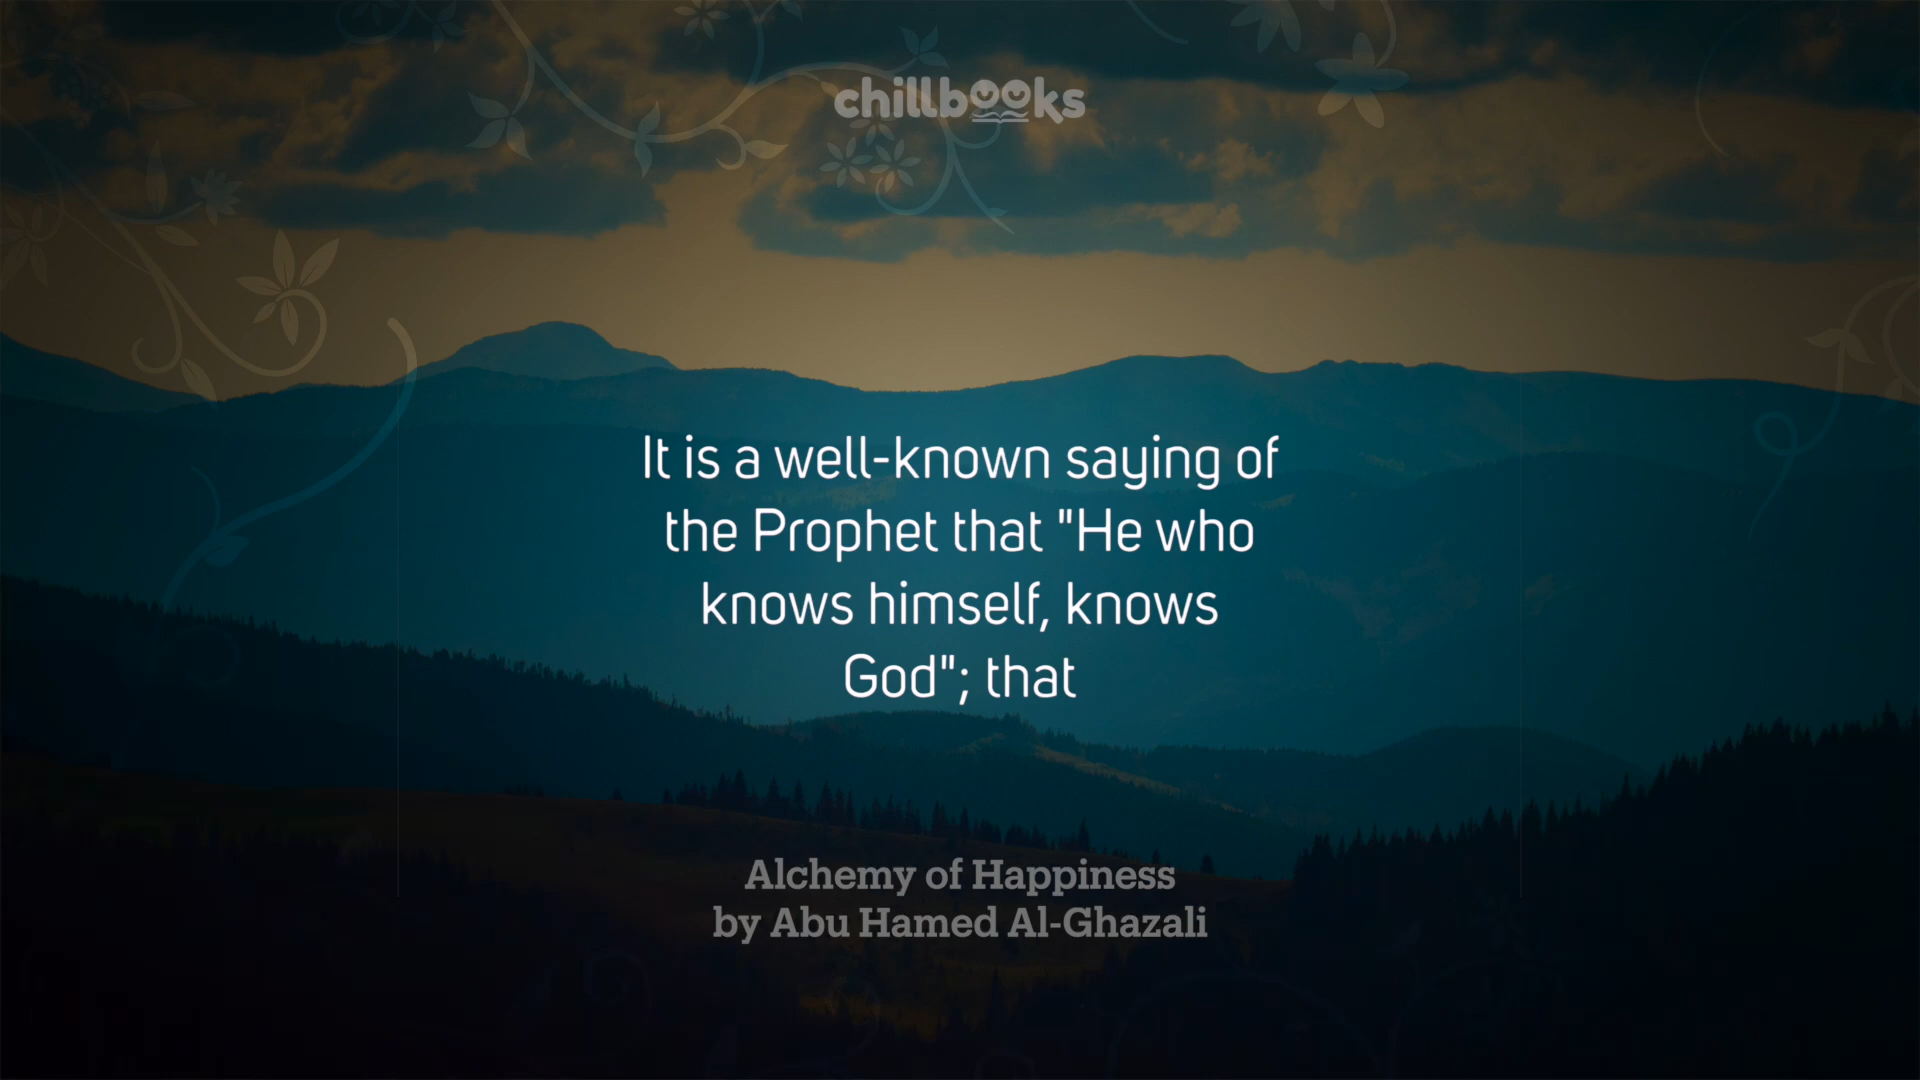 chillbooks
It is a well-known saying of
the Prophet that "He who
knows himself, knows
God"; that
Alchemy of Happiness
by Abu Hamed Al-Ghazali